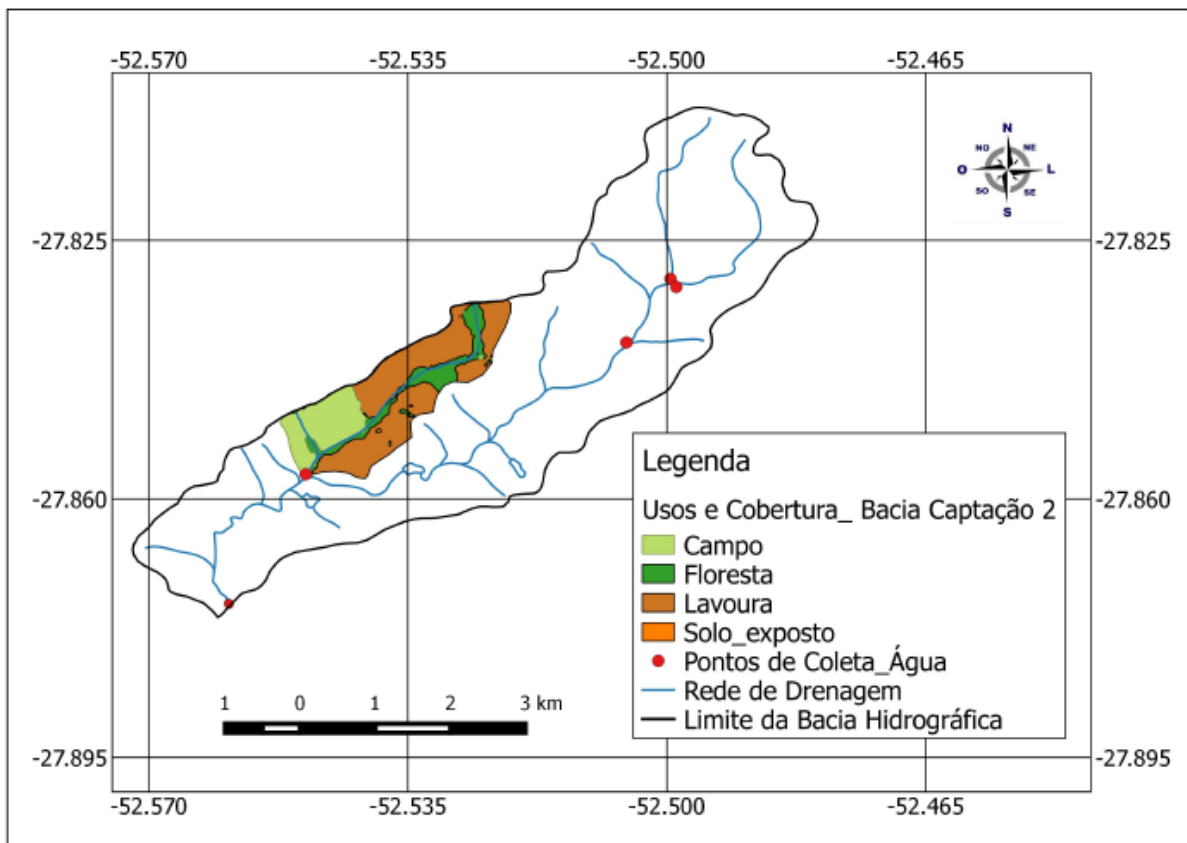 -52.570 -52.535 -52.500 -52.465
N
NO NE
O L
SO SE
S
-27.825 -27.825
Legenda
Usos e Cobertura_ Bacia Captação 2
-27.860 -27.860
Campo
Floresta
Lavoura
Solo_exposto
Pontos de Coleta_Água
Rede de Drenagem
Limite da Bacia Hidrográfica
1 0 1 2 3 km
-27.895 -27.895
-52.570 -52.535 -52.500 -52.465